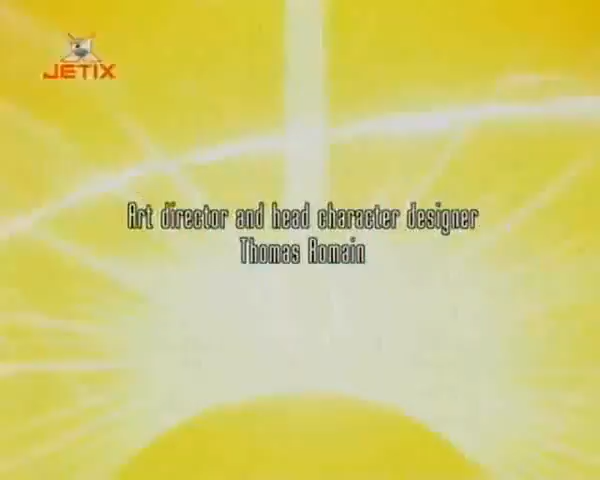 JETIX
Art director and head character designer
Thomas Romain